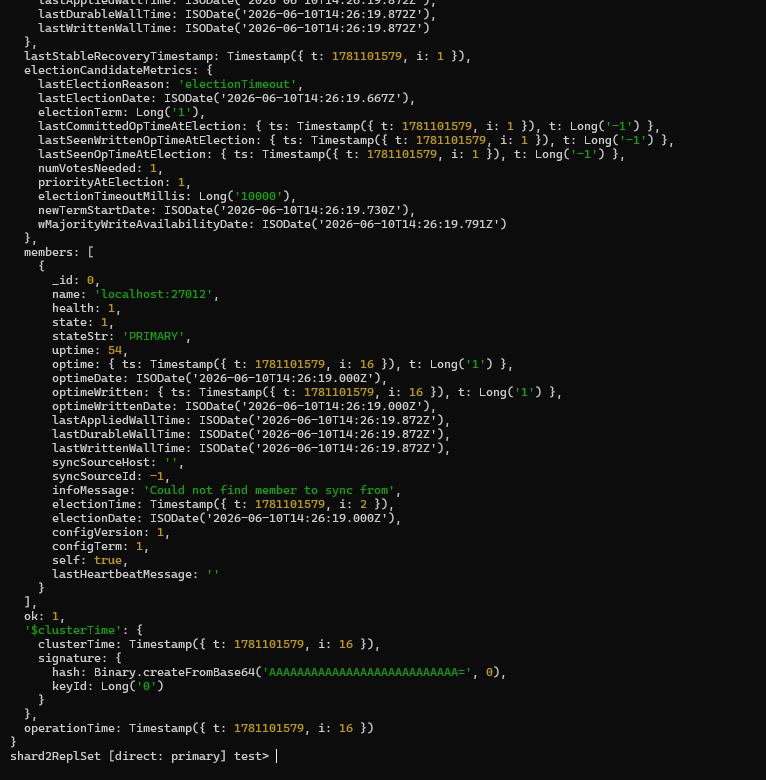 lastAppliedWallTime: ISODate('2026-06-10T14:26:19.872Z'),
lastDurableWallTime: ISODate('2026-06-10T14:26:19.872Z'),
lastWrittenWallTime: ISODate('2026-06-10T14:26:19.872Z')
},
lastStableRecoveryTimestamp: Timestamp({ t: 1781101579, i: 1 }),
electionCandidateMetrics: {
lastElectionReason: 'electionTimeout',
lastElectionDate: ISODate('2026-06-10T14:26:19.667Z'),
electionTerm: Long('1'),
lastCommittedOpTimeAtElection: { ts: Timestamp({ t: 1781101579, i: 1 }), t: Long('-1') },
lastSeenWrittenOpTimeAtElection: { ts: Timestamp({ t: 1781101579, i: 1 }), t: Long('-1') },
lastSeenOpTimeAtElection: { ts: Timestamp({ t: 1781101579, i: 1 }), t: Long('-1') },
numVotesNeeded: 1,
priorityAtElection: 1,
electionTimeoutMillis: Long('10000'),
newTermStartDate: ISODate('2026-06-10T14:26:19.730Z'),
wMajorityWriteAvailabilityDate: ISODate('2026-06-10T14:26:19.791Z')
},
members: [
{
_id: 0,
name: 'localhost:27012',
health: 1,
state: 1,
stateStr: 'PRIMARY',
uptime: 54,
optime: { ts: Timestamp({ t: 1781101579, i: 16 }), t: Long('1') },
optimeDate: ISODate('2026-06-10T14:26:19.000Z'),
optimeWritten: { ts: Timestamp({ t: 1781101579, i: 16 }), t: Long('1') },
optimeWrittenDate: ISODate('2026-06-10T14:26:19.000Z'),
lastAppliedWallTime: ISODate('2026-06-10T14:26:19.872Z'),
lastDurableWallTime: ISODate('2026-06-10T14:26:19.872Z'),
lastWrittenWallTime: ISODate('2026-06-10T14:26:19.872Z'),
syncSourceHost: '',
syncSourceId: -1,
infoMessage: 'Could not find member to sync from',
electionTime: Timestamp({ t: 1781101579, i: 2 }),
electionDate: ISODate('2026-06-10T14:26:19.000Z'),
configVersion: 1,
configTerm: 1,
self: true,
lastHeartbeatMessage: ''
}
],
ok: 1,
'$clusterTime': {
clusterTime: Timestamp({ t: 1781101579, i: 16 }),
signature: {
hash: Binary.createFromBase64('AAAAAAAAAAAAAAAAAAAAAAAAAAA=', 0),
keyId: Long('0')
}
},
operationTime: Timestamp({ t: 1781101579, i: 16 })
}
shard2ReplSet [direct: primary] test>